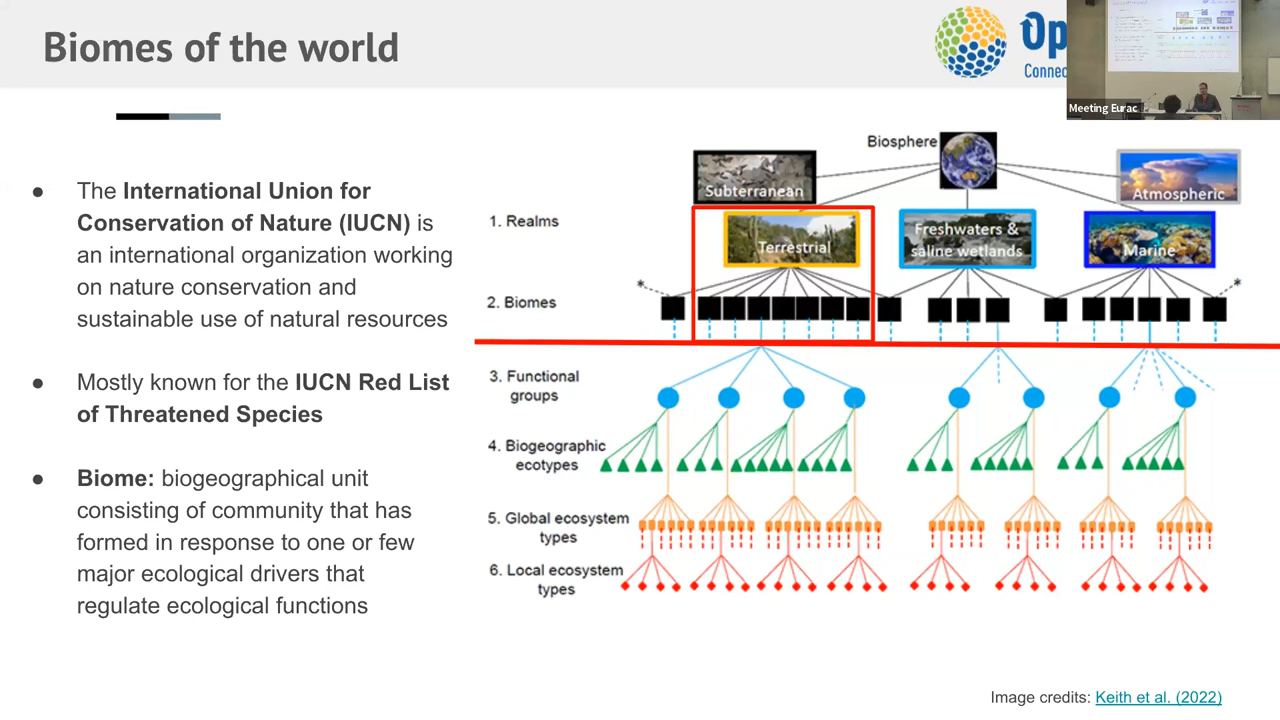 Biomes of the world
Op
Connec
Meeting Eurac
● The International Union for
Conservation of Nature (IUCN) is
an international organization working
on nature conservation and
sustainable use of natural resources
● Mostly known for the IUCN Red List
of Threatened Species
● Biome: biogeographical unit
consisting of community that has
formed in response to one or few
major ecological drivers that
regulate ecological functions
Biosphere
Subterranean
Atmospheric
1. Realms
Terrestrial
Freshwaters &
saline wetlands
Marine
* *
2. Biomes
3. Functional
groups
4. Biogeographic
ecotypes
5. Global ecosystem
types
6. Local ecosystem
types
Image credits: Keith et al. (2022)